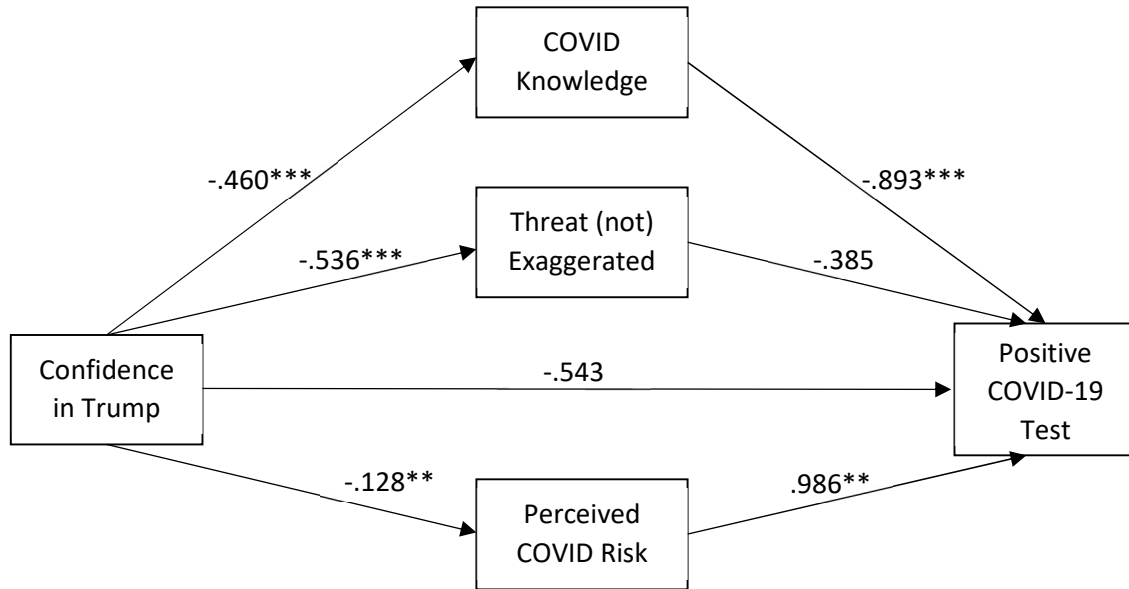 COVID
Knowledge
-.460***
-.893***
Threat (not)
Exaggerated
-.536***
-.385
Confidence
in Trump
-.543
Positive
COVID-19
Test
-.128**
.986**
Perceived
COVID Risk